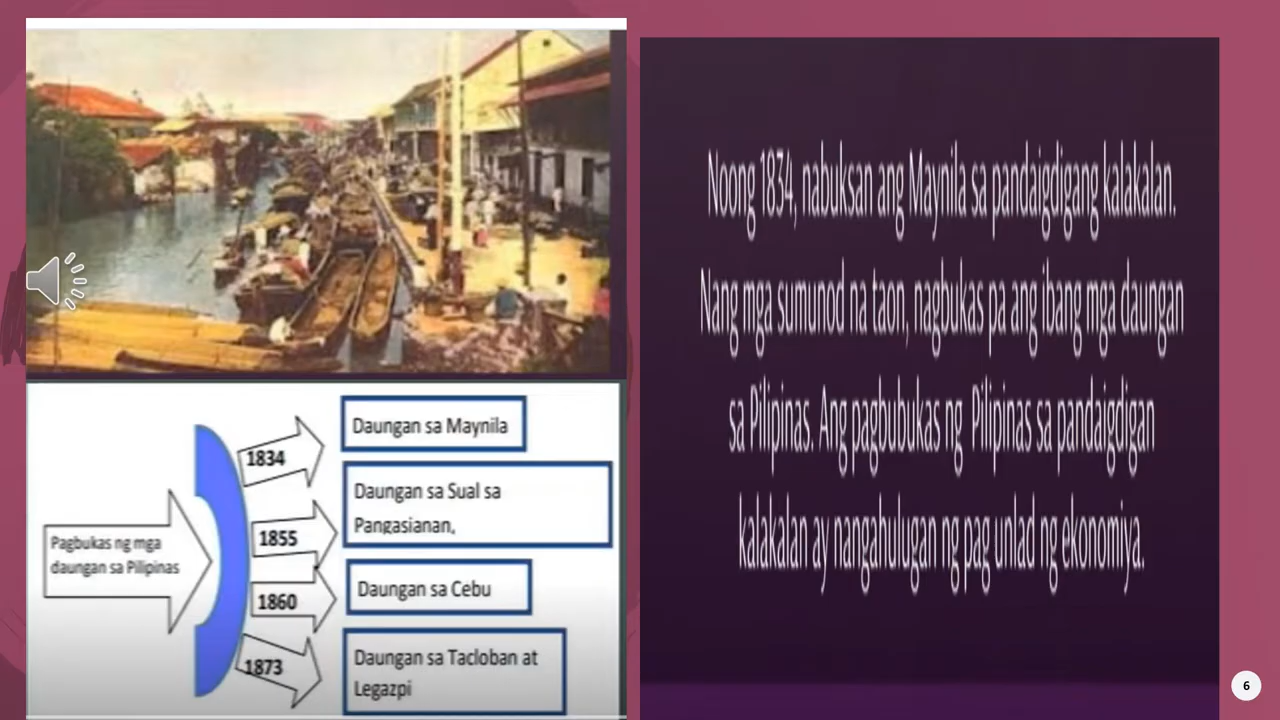 Pagbukas ng mga
daungan sa Pilipinas
1834
Daungan sa Maynila
1855
Daungan sa Sual sa
Pangasianan,
1860
Daungan sa Cebu
1873
Daungan sa Tacloban at
Legazpi
Noong 1834, nabuksan ang Maynila sa pandaigdigang kalakalan.
Nang mga sumunod na taon, nagbukas pa ang ibang mga daungan
sa Pilipinas. Ang pagbubukas ng Pilipinas sa pandaigdigan
kalakalan ay nangahulugan ng pag unlad ng ekonomiya.
6